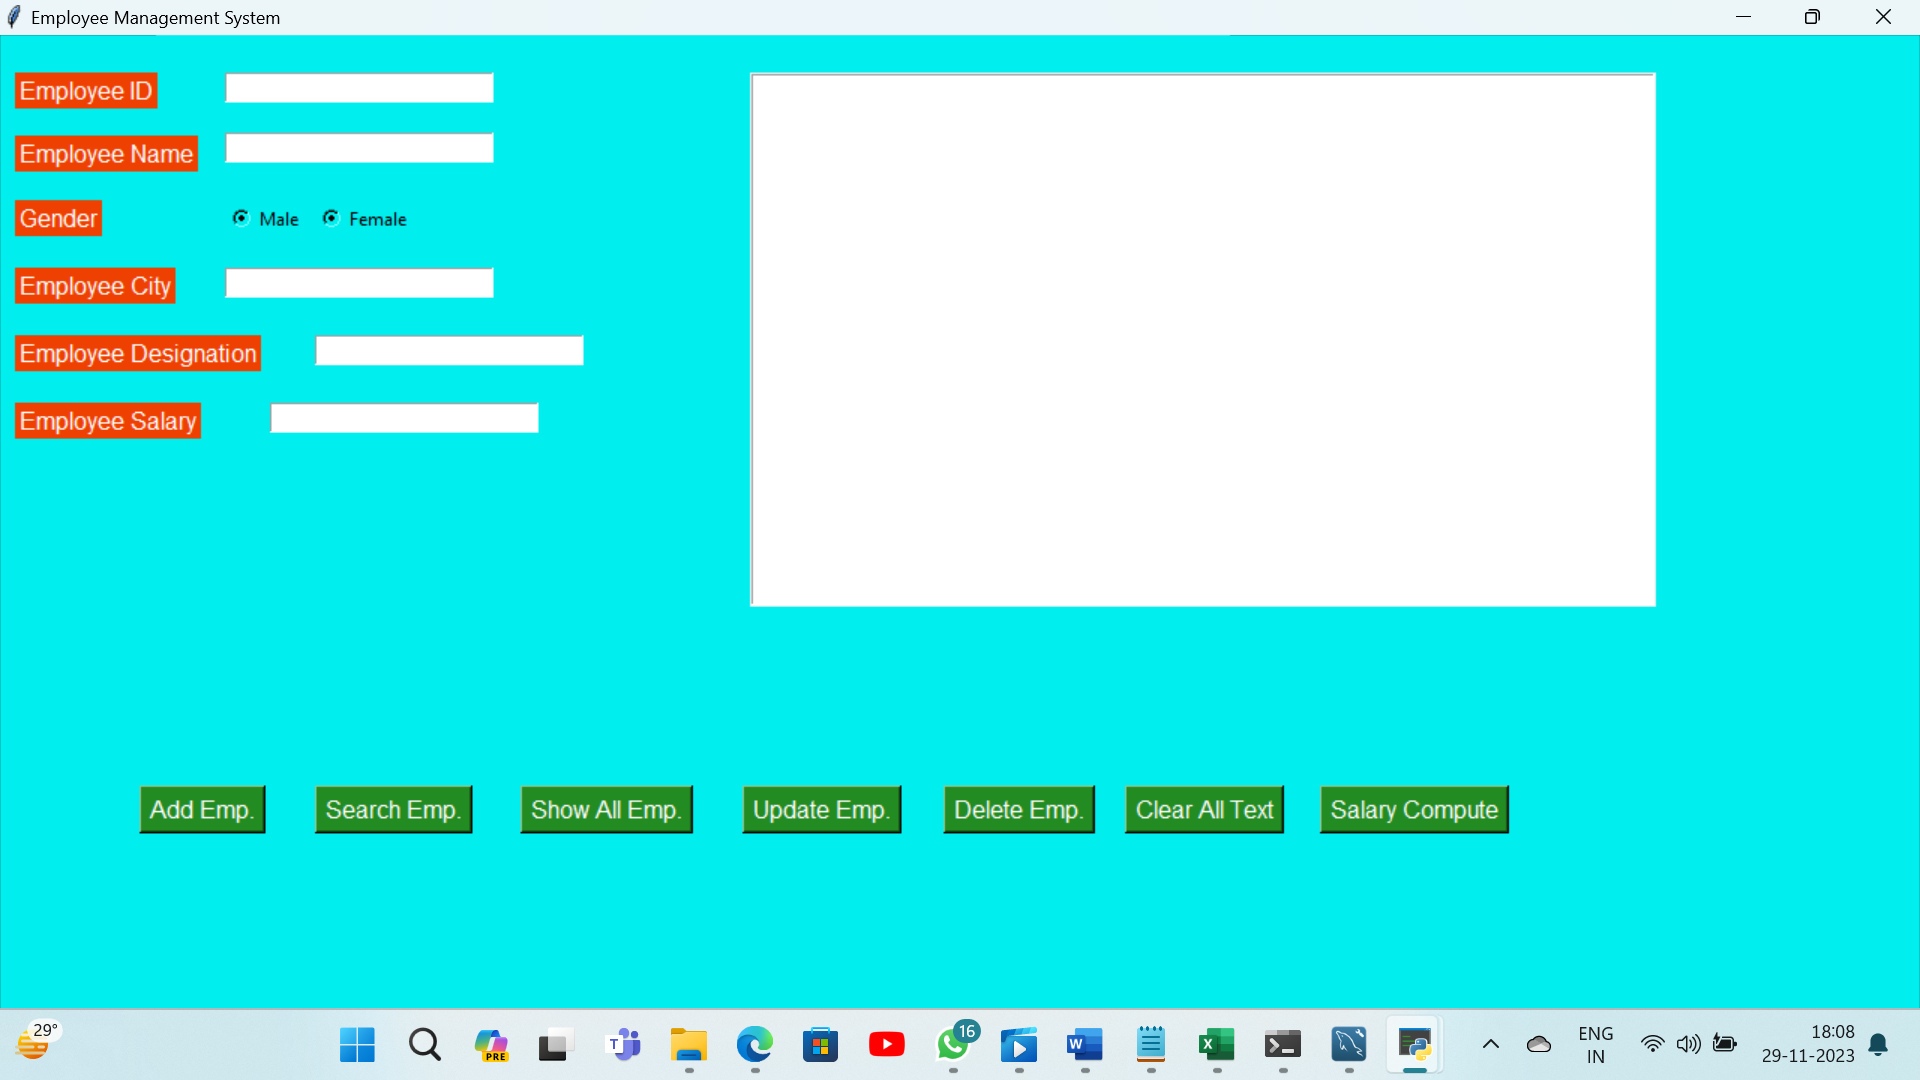 Employee Management System
Employee ID
Employee Name
Gender
Male
Female
Employee City
Employee Designation
Employee Salary
Add Emp.
Search Emp.
Show All Emp.
Update Emp.
Delete Emp.
Clear All Text
Salary Compute
29°
PRE
T
16
W
X
ENG
IN
18:08
29-11-2023